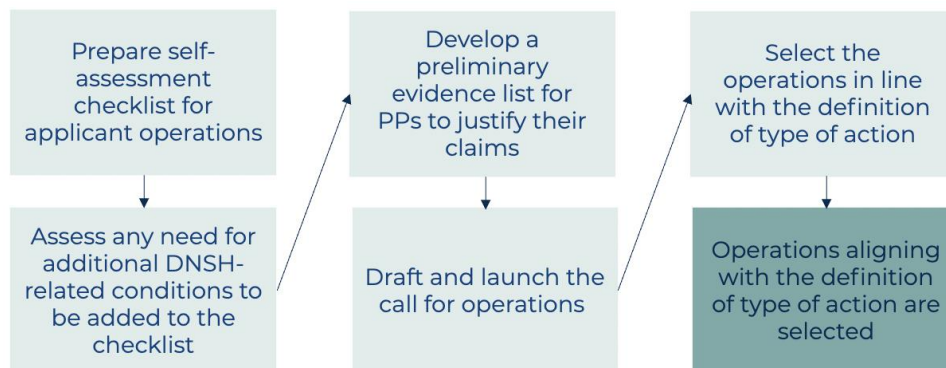 Prepare self-
assessment
checklist for
applicant operations
Assess any need for
additional DNSH-
related conditions to
be added to the
checklist
Develop a
preliminary
evidence list for
PPs to justify their
claims
Draft and launch the
call for operations
Select the
operations in line
with the definition
of type of action
Operations aligning
with the definition
of type of action are
selected